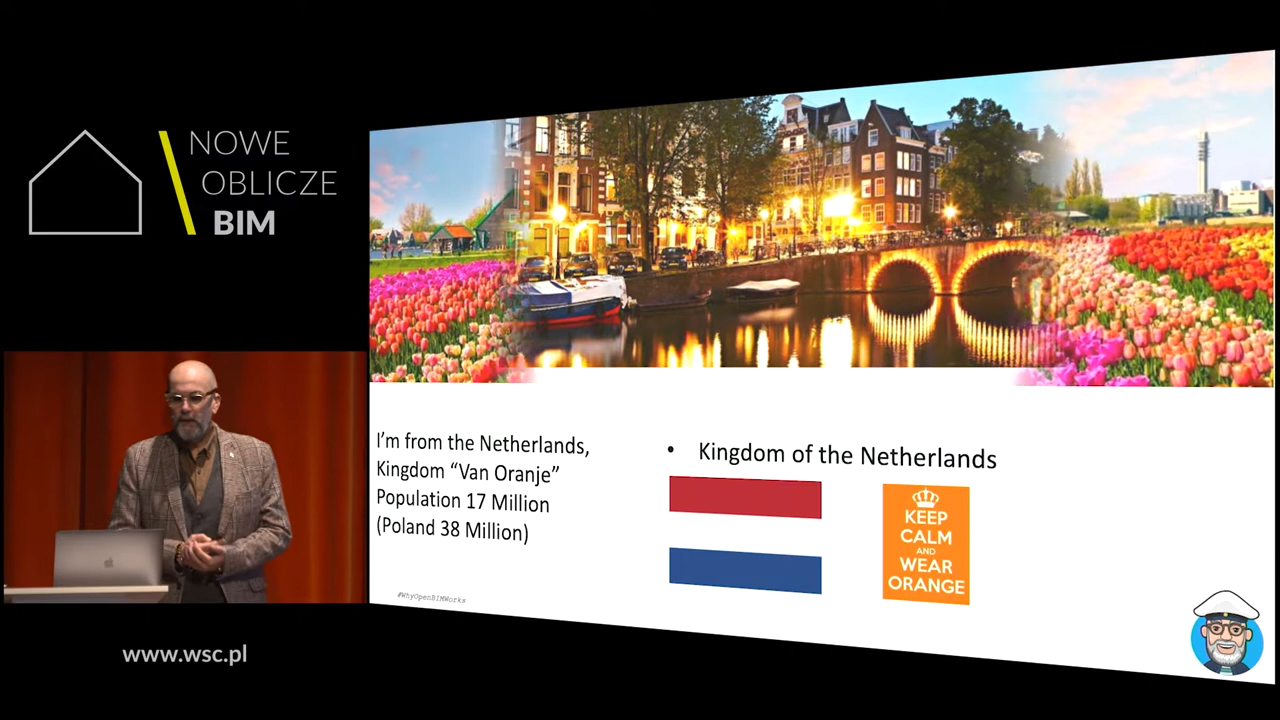 NOWE
OBLICZE
BIM
I'm from the Netherlands,
Kingdom “Van Oranje”
Population 17 Million
(Poland 38 Million)
• Kingdom of the Netherlands
KEEP
CALM
AND
WEAR
ORANGE
#WhyOpenBIMWorks
www.wsc.pl